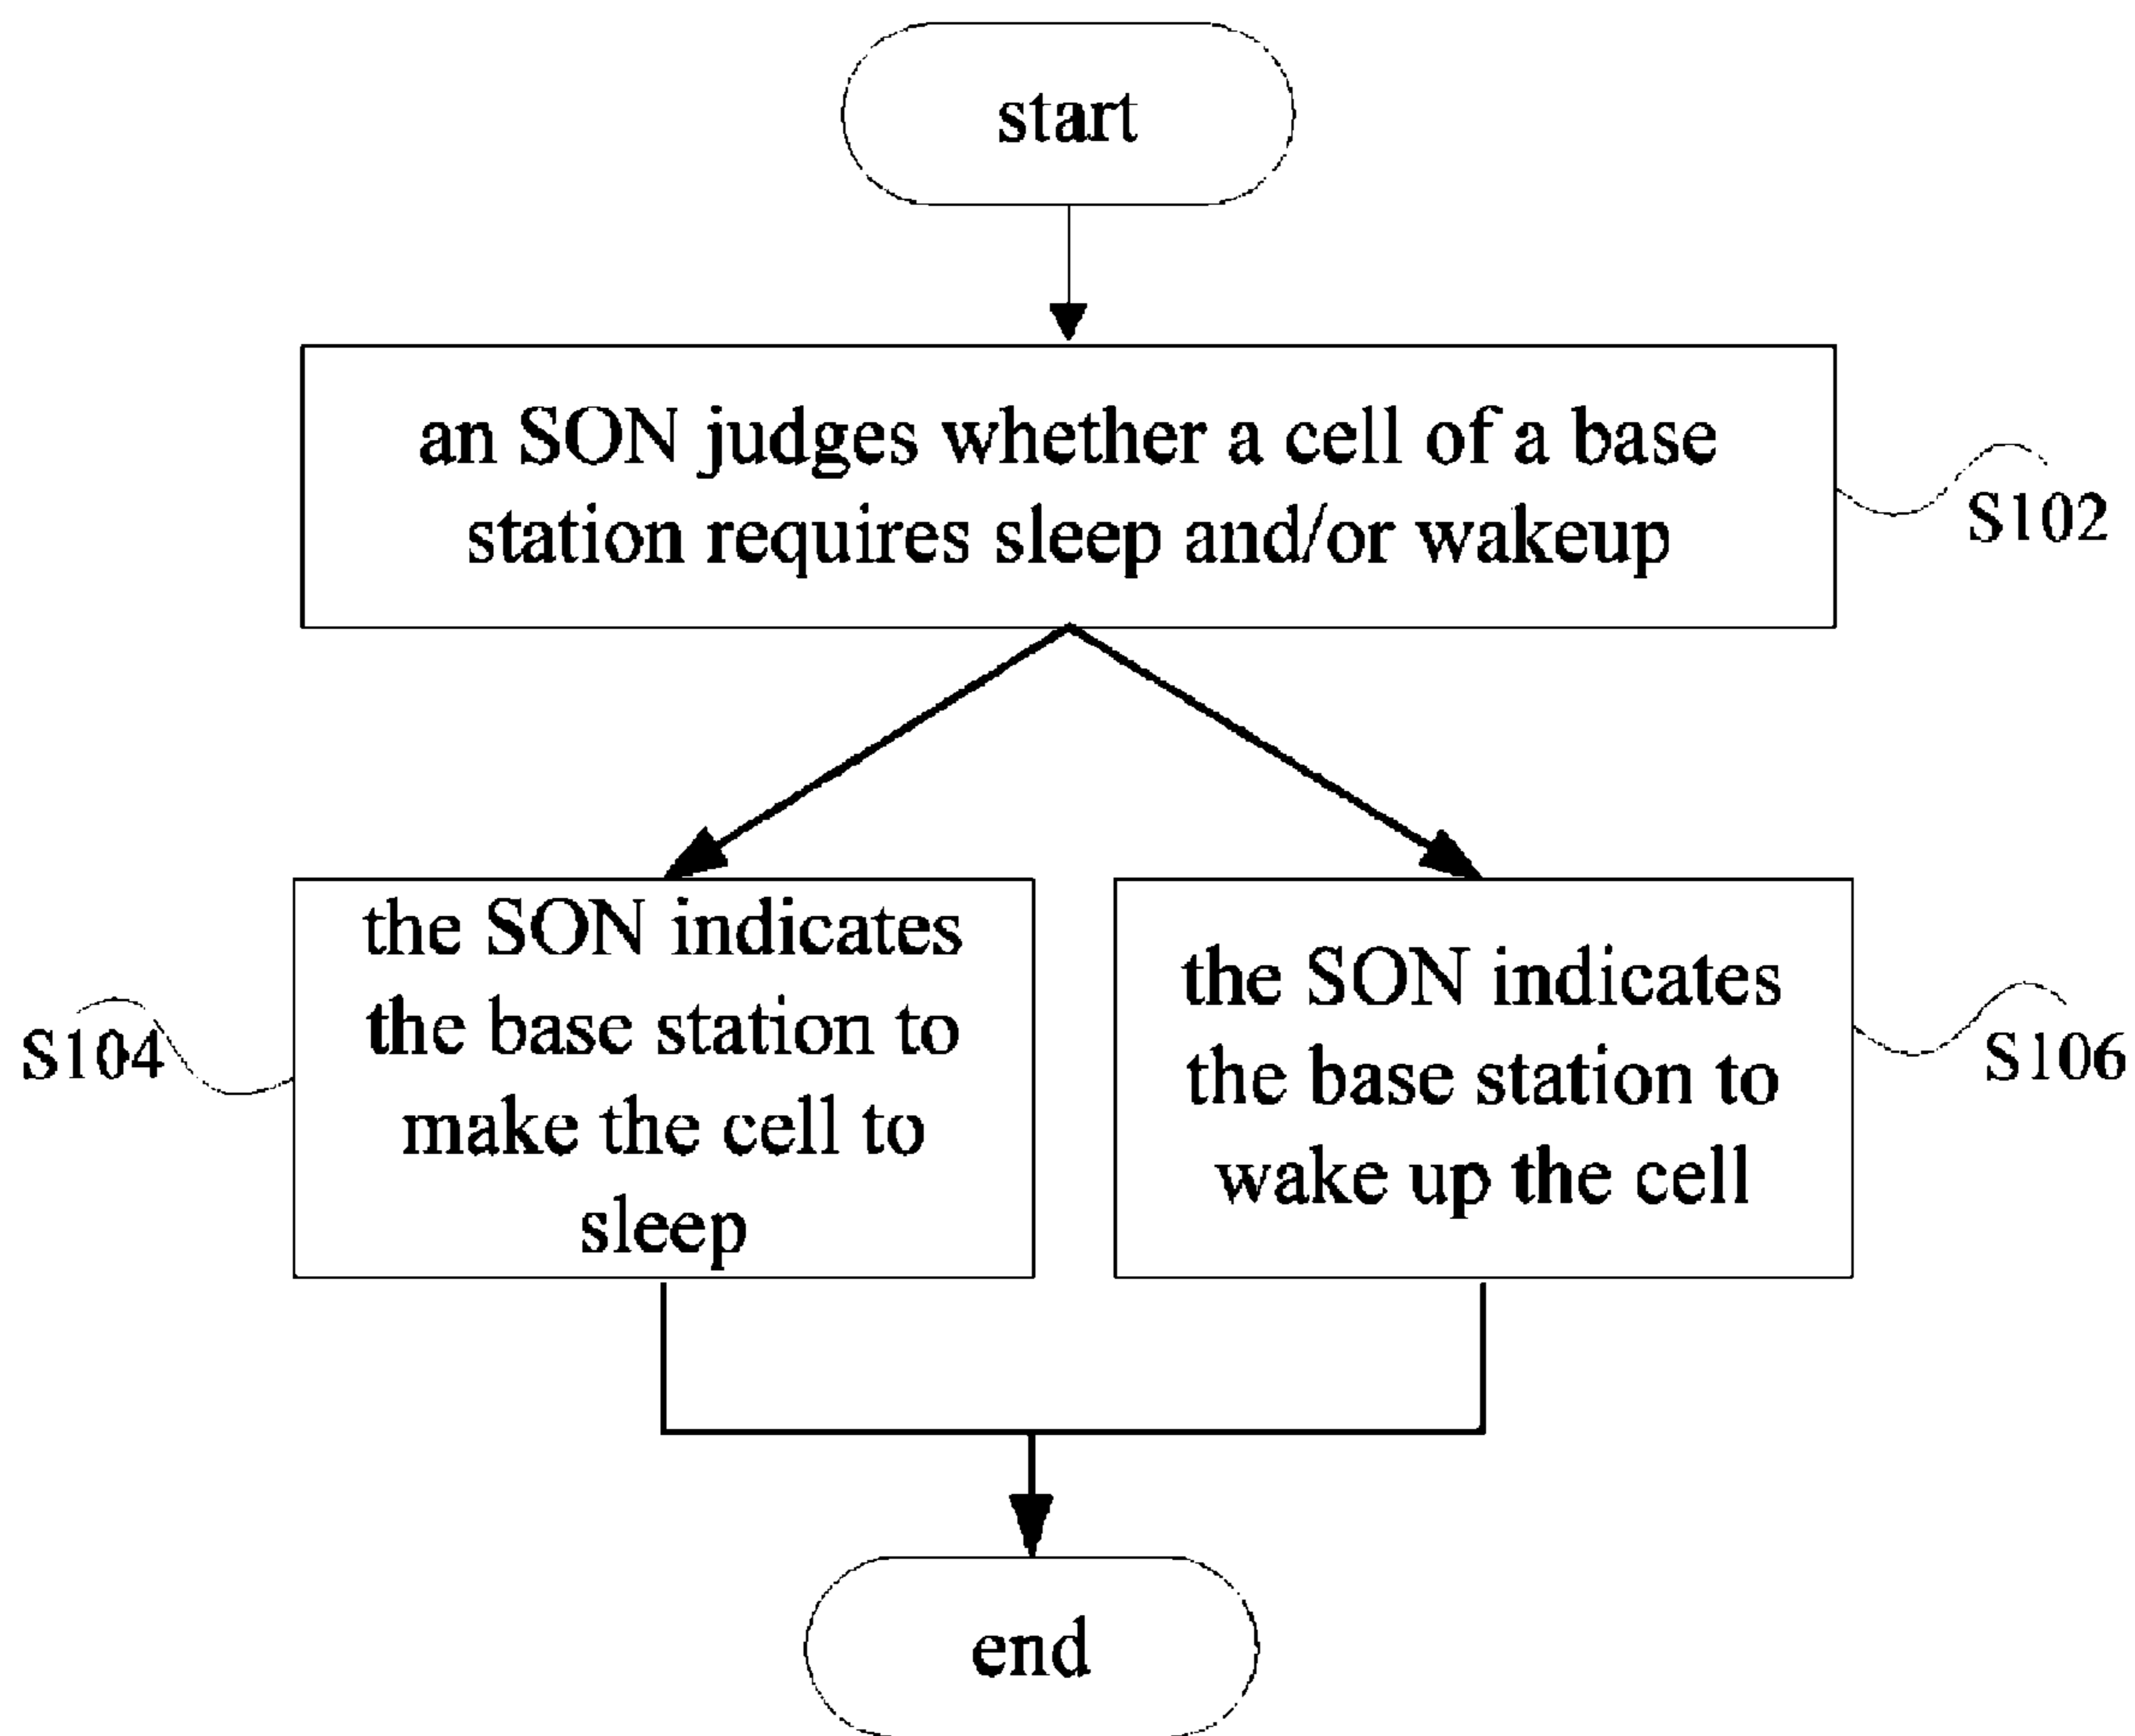 start
an SON judges whether a cell of a base
station requires sleep and/or wakeup
S102
the SON indicates
the base station to
make the cell to
sleep
S104
the SON indicates
the base station to
wake up the cell
S106
end